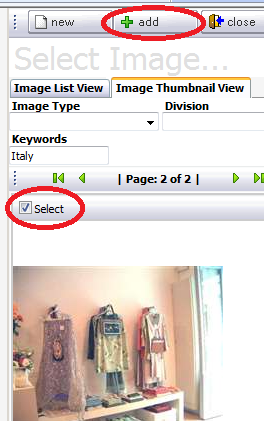 new add close
Select Image...
Image List View Image Thumbnail View
Image Type Division
Keywords
Italy
| Page: 2 of 2 |
Select